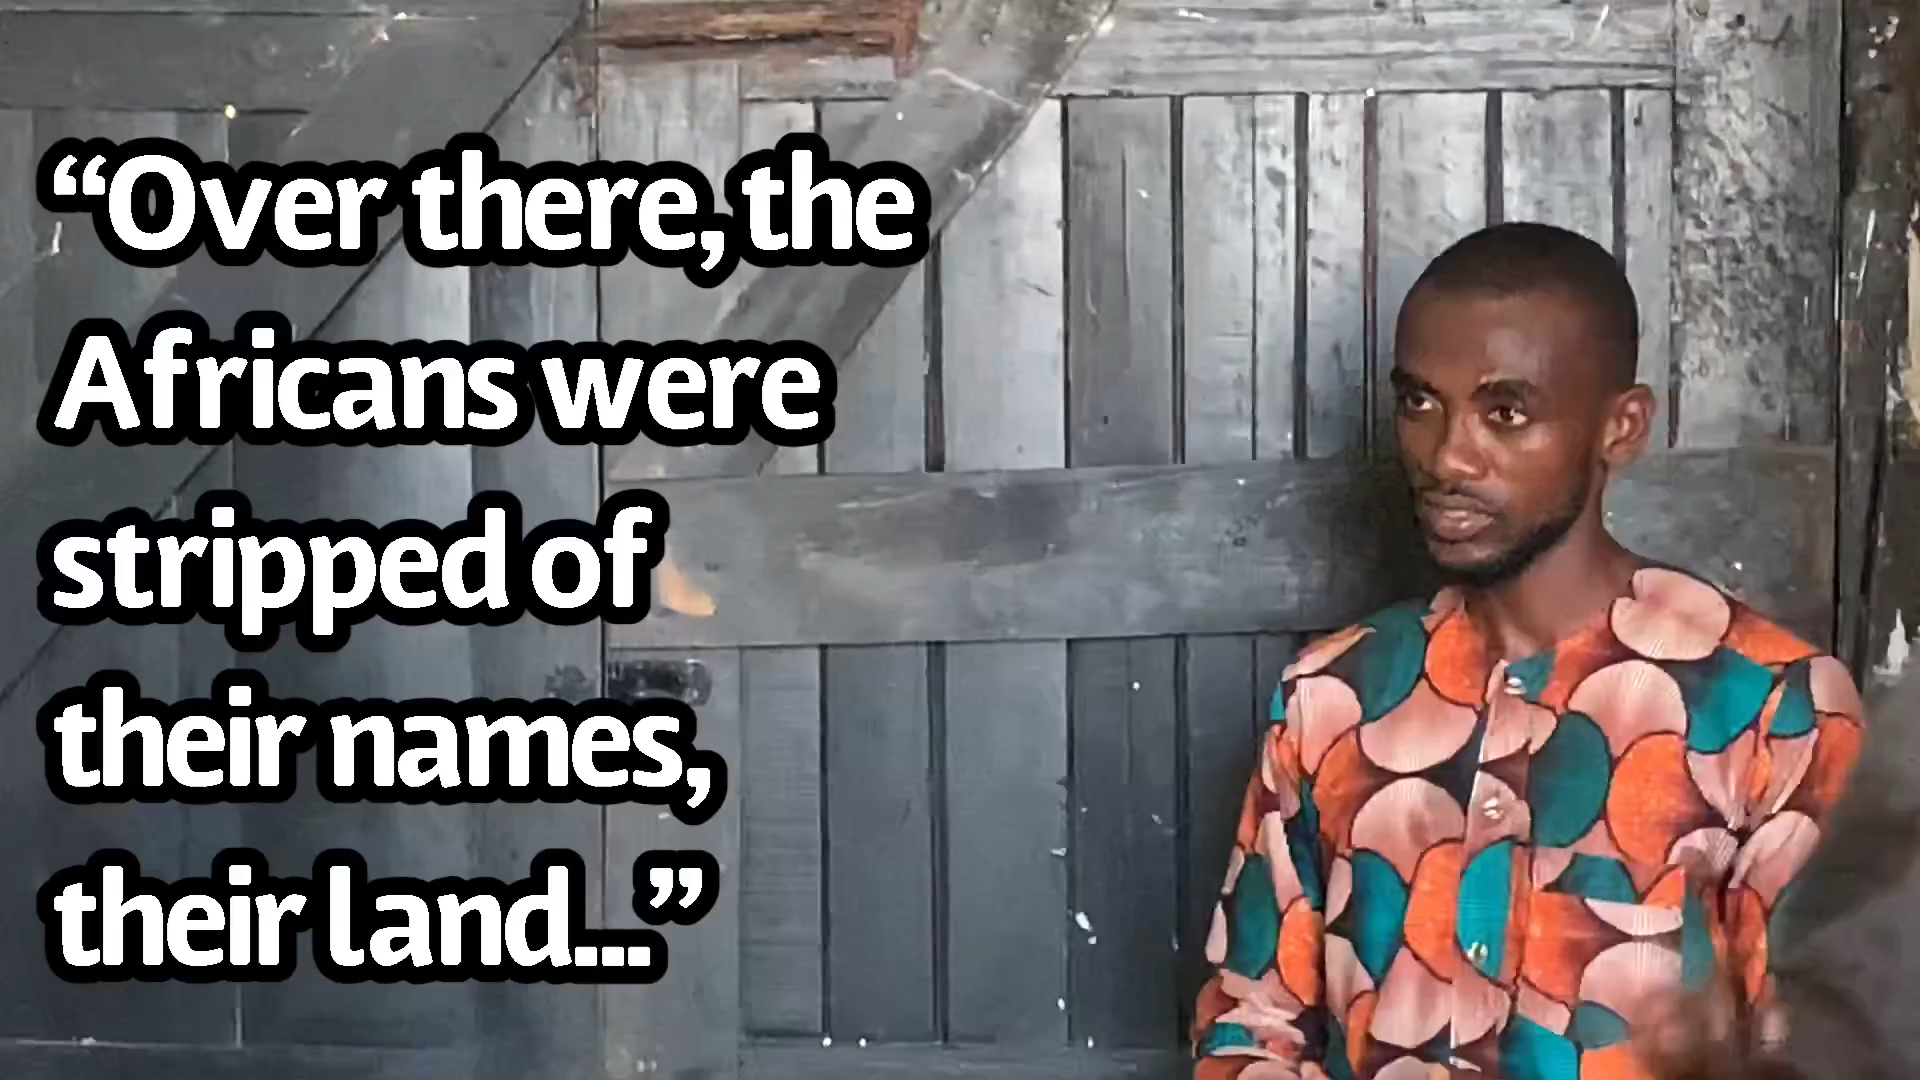 “Over there, the
Africans were
stripped of
their names,
their land...”